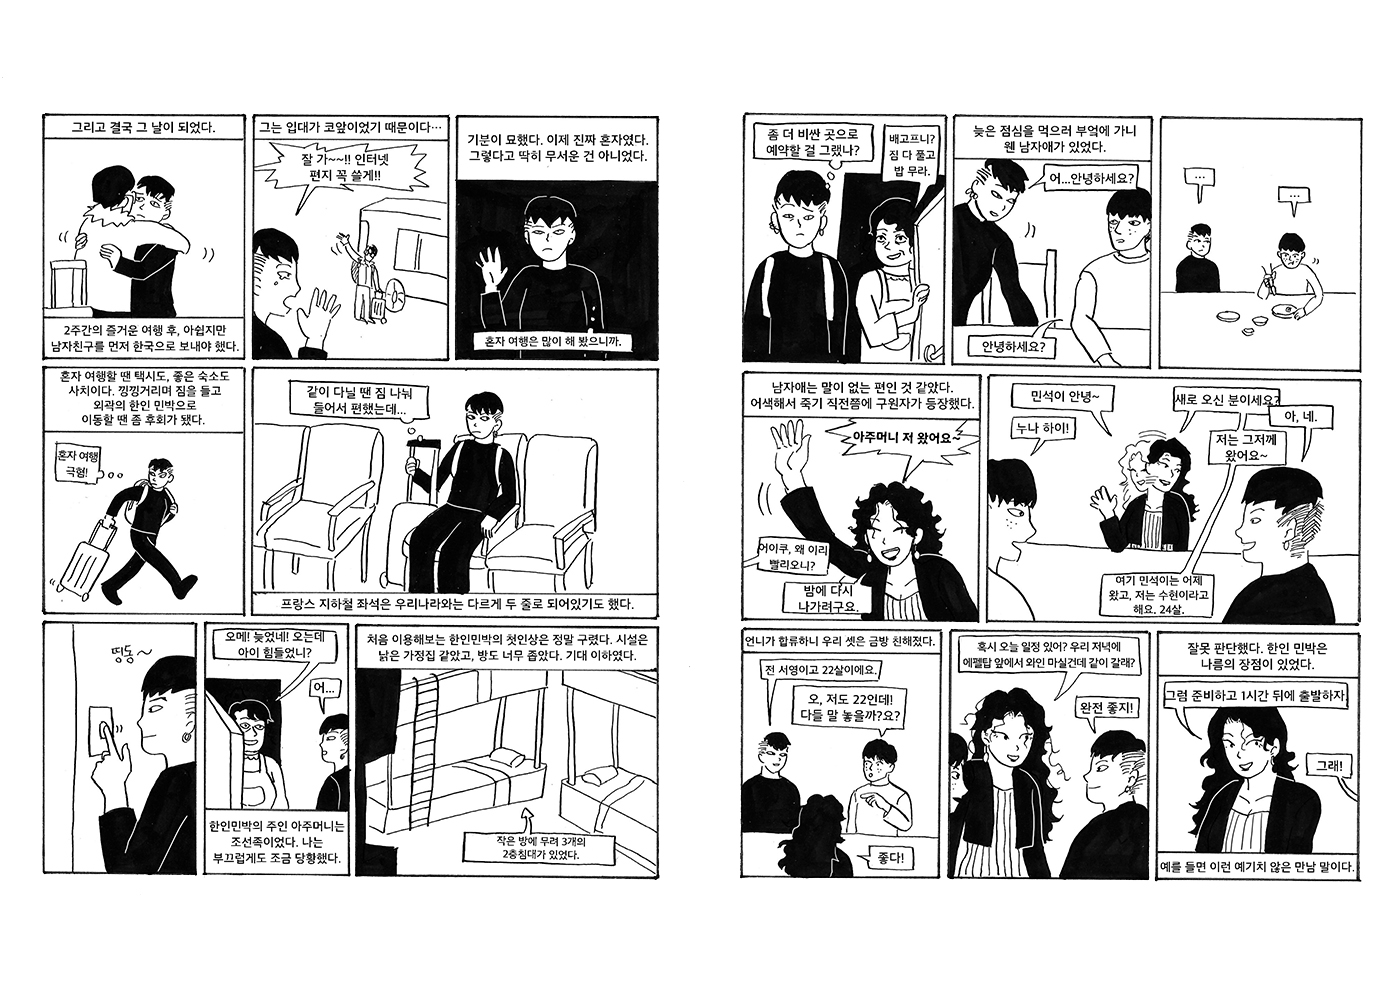 그리고 결국 그 날이 되었다.
2주간의 즐거운 여행 후, 아쉽지만
남자친구를 먼저 한국으로 보내야 했다.
그는 입대가 코앞이었기 때문이다…
잘 가~~!! 인터넷
편지 꼭 쓸게!!
기분이 묘했다. 이제 진짜 혼자였다.
그렇다고 딱히 무서운 건 아니었다.
혼자 여행은 많이 해 봤으니까.
혼자 여행할 땐 택시도, 좋은 숙소도
사치이다. 낑낑거리며 짐을 들고
외곽의 한인 민박으로
이동할 땐 좀 후회가 됐다.
혼자 여행
극혐!
같이 다닐 땐 짐 나눠
들어서 편했는데...
프랑스 지하철 좌석은 우리나라와는 다르게 두 줄로 되어있기도 했다.
띵동~
오메! 늦었네! 오는데
아이 힘들었니?
어...
한인민박의 주인 아주머니는
조선족이었다. 나는
부끄럽게도 조금 당황했다.
처음 이용해보는 한인민박의 첫인상은 정말 구렸다. 시설은
낡은 가정집 같았고, 방도 너무 좁았다. 기대 이하였다.
작은 방에 무려 3개의
2층침대가 있었다.
좀 더 비싼 곳으로
예약할 걸 그랬나?
배고프니?
짐 다 풀고
밥 무라.
늦은 점심을 먹으러 부엌에 가니
웬 남자애가 있었다.
어...안녕하세요?
안녕하세요?
...
...
남자애는 말이 없는 편인 것 같았다.
어색해서 죽기 직전쯤에 구원자가 등장했다.
아주머니 저 왔어요~
어이쿠, 왜 이리
빨리오니?
밤에 다시
나가려구요.
민석이 안녕~
누나 하이!
새로 오신 분이세요?
아, 네.
저는 그저께
왔어요~
여기 민석이는 어제
왔고, 저는 수현이라고
해요. 24살.
언니가 합류하니 우리 셋은 금방 친해졌다.
전 서영이고 22살이에요.
오, 저도 22인데!
다들 말 놓을까?요?
좋다!
혹시 오늘 일정 있어? 우리 저녁에
에펠탑 앞에서 와인 마실건데 같이 갈래?
완전 좋지!
잘못 판단했다. 한인 민박은
나름의 장점이 있었다.
그럼 준비하고 1시간 뒤에 출발하자.
그래!
예를 들면 이런 예기치 않은 만남 말이다.